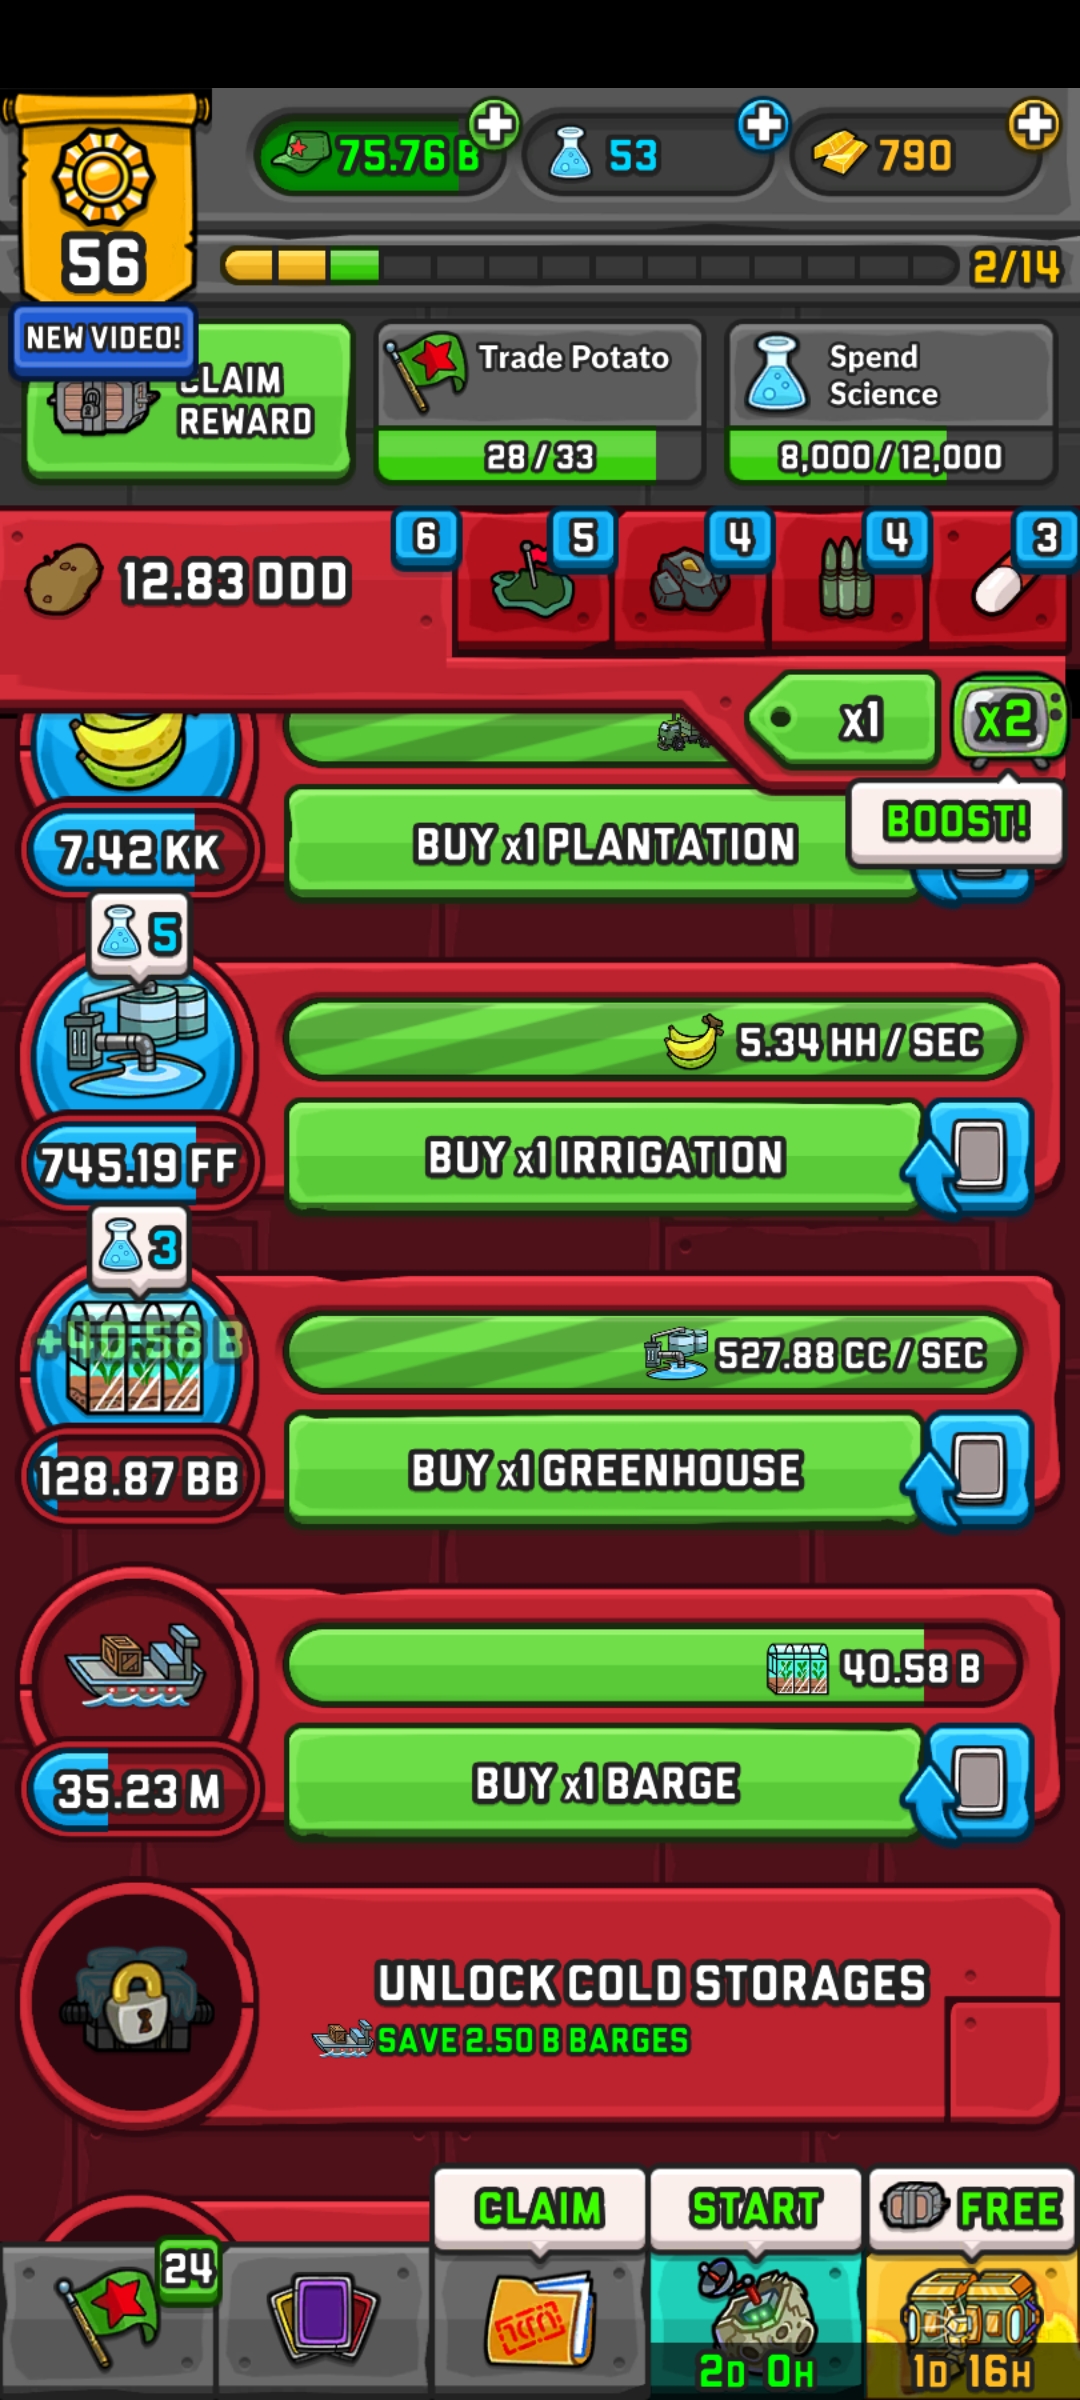 75.76 B
53
790
56
2/14
NEW VIDEO!
CLAIM
REWARD
Trade Potato
28/33
Spend
Science
8,000/12,000
12.83 DDD
6
5
4
4
3
x1
x2
BOOST!
7.42 KK
BUY x1 PLANTATION
5
5.34 HH / SEC
745.19 FF
BUY x1 IRRIGATION
3
+40.58 B
527.88 CC / SEC
128.87 BB
BUY x1 GREENHOUSE
40.58 B
35.23 M
BUY x1 BARGE
UNLOCK COLD STORAGES
SAVE 2.50 B BARGES
CLAIM
START
FREE
24
2D 0H
1D 16H